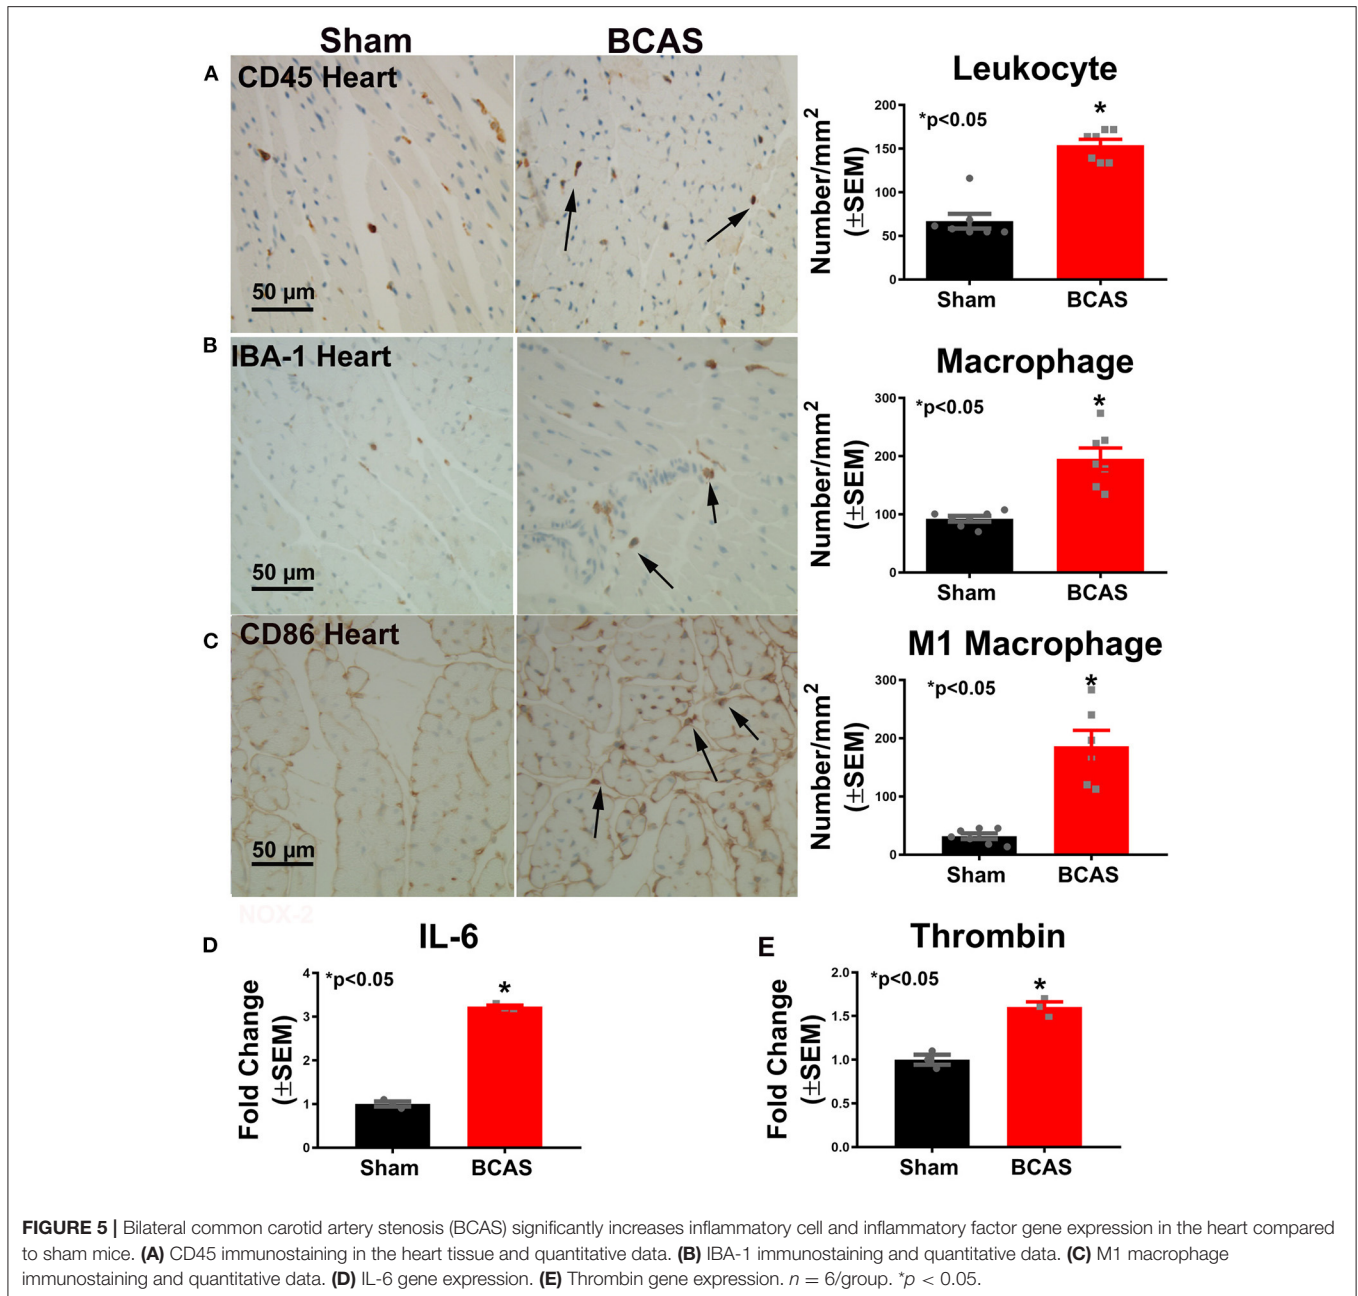 Sham
BCAS
A
CD45 Heart
50 µm
Leukocyte
Number/mm²
(±SEM)
*p<0.05
*
200
150
100
50
0
Sham
BCAS
B
IBA-1 Heart
50 µm
Macrophage
Number/mm²
(±SEM)
*p<0.05
*
300
200
100
0
Sham
BCAS
C
CD86 Heart
50 µm
M1 Macrophage
Number/mm²
(±SEM)
*p<0.05
*
300
200
100
0
Sham
BCAS
NOX-2
D
IL-6
Fold Change
(±SEM)
*p<0.05
*
4
3
2
1
0
Sham
BCAS
E
Thrombin
Fold Change
(±SEM)
*p<0.05
*
2.0
1.5
1.0
0.5
0.0
Sham
BCAS
FIGURE 5 | Bilateral common carotid artery stenosis (BCAS) significantly increases inflammatory cell and inflammatory factor gene expression in the heart compared
to sham mice. (A) CD45 immunostaining in the heart tissue and quantitative data. (B) IBA-1 immunostaining and quantitative data. (C) M1 macrophage
immunostaining and quantitative data. (D) IL-6 gene expression. (E) Thrombin gene expression. n = 6/group. *p < 0.05.